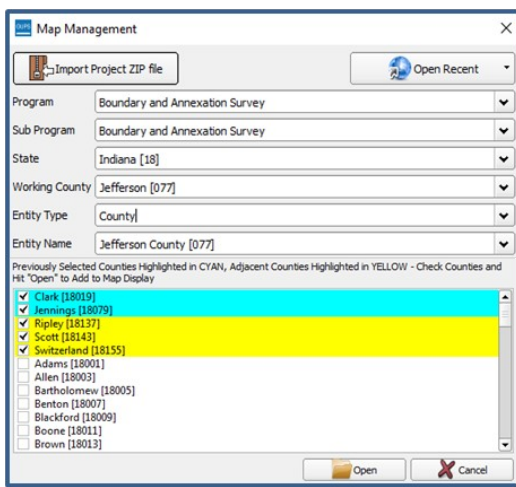 GUPS Map Management
Import Project ZIP file Open Recent
Program Boundary and Annexation Survey
Sub Program Boundary and Annexation Survey
State Indiana [18]
Working County Jefferson [077]
Entity Type County
Entity Name Jefferson County [077]
Previously Selected Counties Highlighted in CYAN, Adjacent Counties Highlighted in YELLOW - Check Counties and
Hit "Open" to Add to Map Display
Clark [18019]
Jennings [18079]
Ripley [18137]
Scott [18143]
Switzerland [18155]
Adams [18001]
Allen [18003]
Bartholomew [18005]
Benton [18007]
Blackford [18009]
Boone [18011]
Brown [18013]
Open Cancel